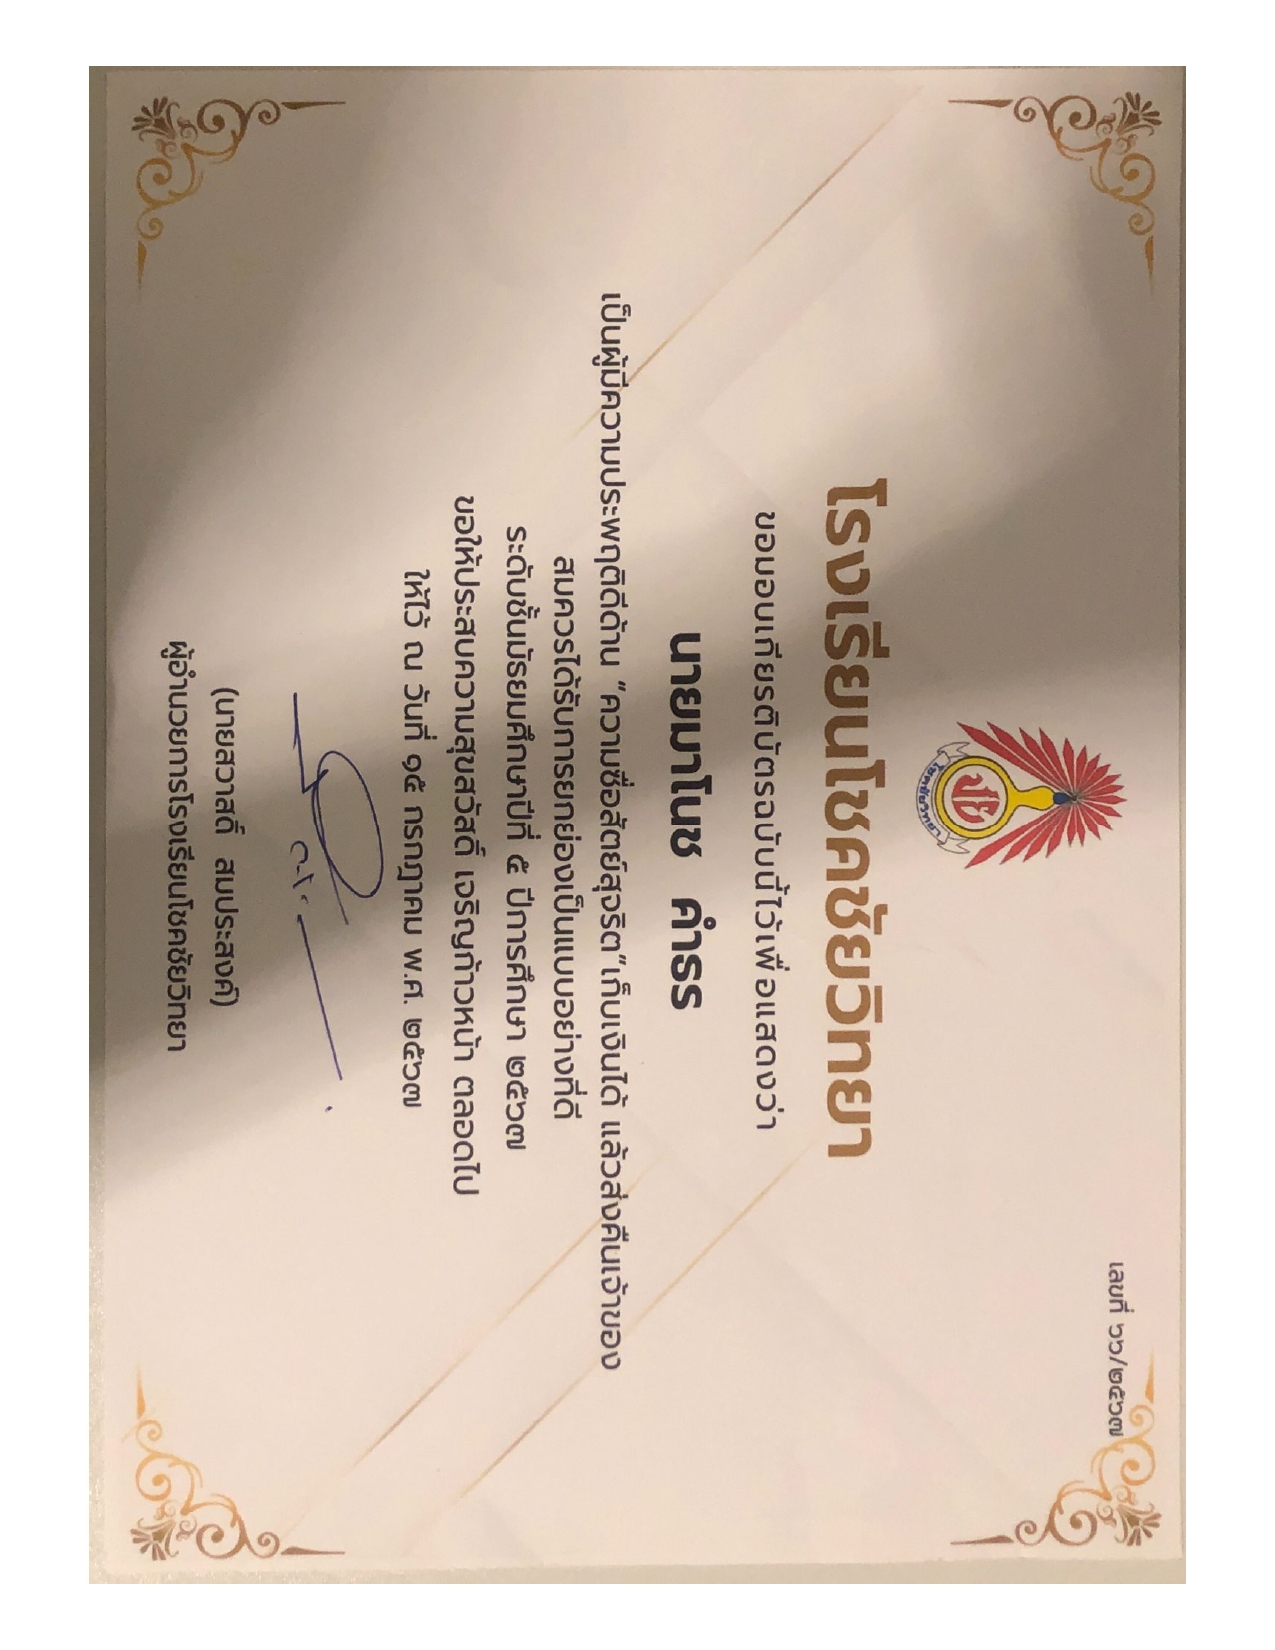 เลขที่ ๖๖/๒๕๖๗
โชคชัยวิทยา
โรงเรียนโชคชัยวิทยา
ขอมอบเกียรติบัตรฉบับนี้ไว้เพื่อแสดงว่า
นายมาโนช คำรร
เป็นผู้มีความประพฤติดีด้าน “ความซื่อสัตย์สุจริต”เก็บเงินได้ แล้วส่งคืนเจ้าของ
สมควรได้รับการยกย่องเป็นแบบอย่างที่ดี
ระดับชั้นมัธยมศึกษาปีที่ ๕ ปีการศึกษา ๒๕๖๗
ขอให้ประสบความสุขสวัสดิ์ เจริญก้าวหน้า ตลอดไป
ให้ไว้ ณ วันที่ ๑๕ กรกฎาคม พ.ศ. ๒๕๖๗
(นายสวาสดิ์ สมประสงค์)
ผู้อำนวยการโรงเรียนโชคชัยวิทยา